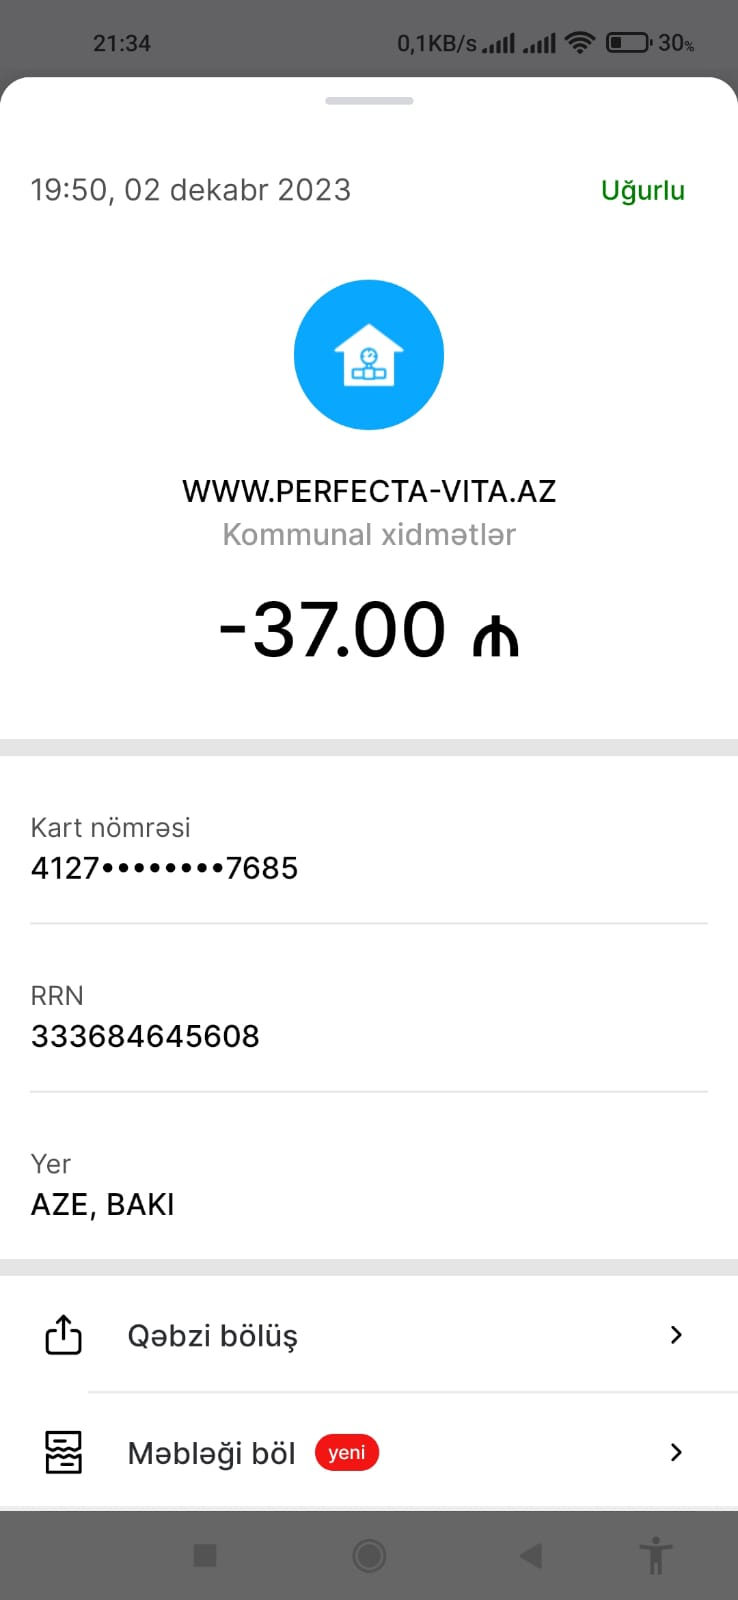 21:34
0,1KB/s
30%
19:50, 02 dekabr 2023
Uğurlu
WWW.PERFECTA-VITA.AZ
Kommunal xidmətlər
-37.00 ₼
Kart nömrəsi
4127••••••••7685
RRN
333684645608
Yer
AZE, BAKI
Qəbzi bölüş
Məbləği böl
yeni